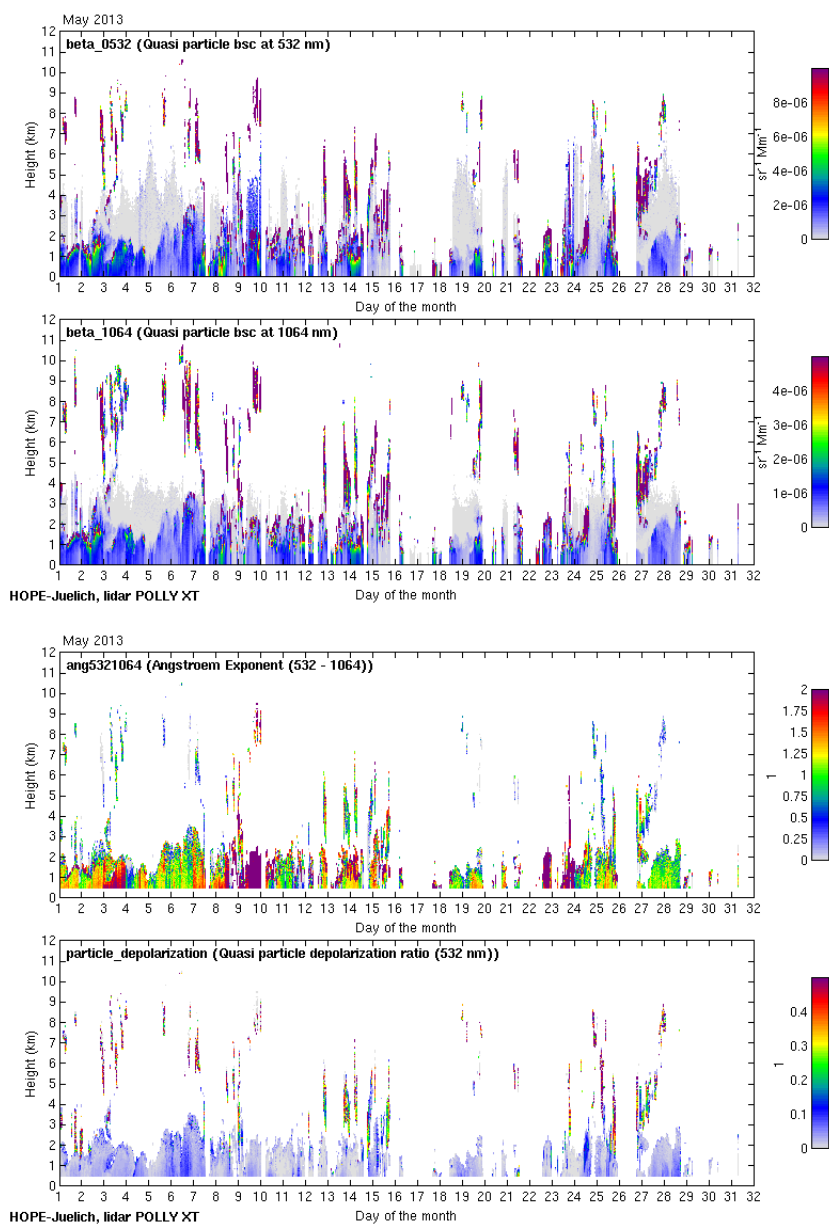 May 2013
12
beta_0532 (Quasi particle bsc at 532 nm)
11
10
9
8
7
6
5
4
3
2
1
0
Height (km)
8e-06
6e-06
4e-06
2e-06
0
sr⁻¹ Mm⁻¹
1 2 3 4 5 6 7 8 9 10 11 12 13 14 15 16 17 18 19 20 21 22 23 24 25 26 27 28 29 30 31 32
Day of the month
12
beta_1064 (Quasi particle bsc at 1064 nm)
11
10
9
8
7
6
5
4
3
2
1
0
Height (km)
4e-06
3e-06
2e-06
1e-06
0
sr⁻¹ Mm⁻¹
1 2 3 4 5 6 7 8 9 10 11 12 13 14 15 16 17 18 19 20 21 22 23 24 25 26 27 28 29 30 31 32
HOPE-Juelich, lidar POLLY XT
Day of the month
May 2013
12
ang5321064 (Angstroem Exponent (532 - 1064))
11
10
9
8
7
6
5
4
3
2
1
0
Height (km)
2
1.75
1.5
1.25
1
0.75
0.5
0.25
0
1
1 2 3 4 5 6 7 8 9 10 11 12 13 14 15 16 17 18 19 20 21 22 23 24 25 26 27 28 29 30 31 32
Day of the month
12
particle_depolarization (Quasi particle depolarization ratio (532 nm))
11
10
9
8
7
6
5
4
3
2
1
0
Height (km)
0.4
0.3
0.2
0.1
0
1
1 2 3 4 5 6 7 8 9 10 11 12 13 14 15 16 17 18 19 20 21 22 23 24 25 26 27 28 29 30 31 32
HOPE-Juelich, lidar POLLY XT
Day of the month